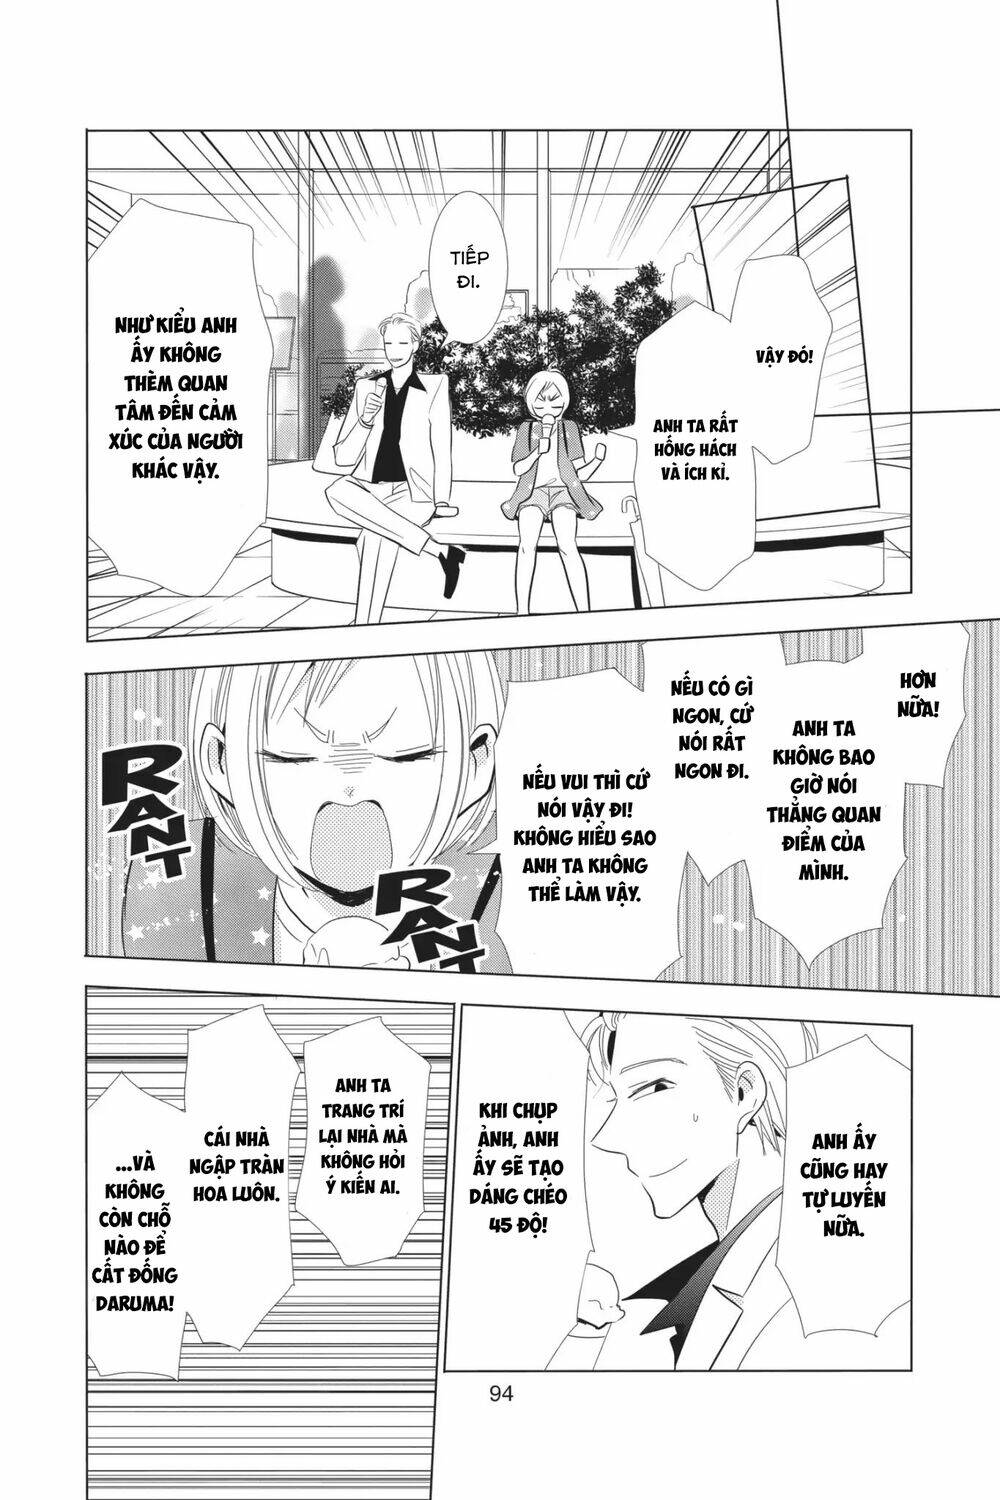 VẬY ĐÓ!
ANH TA RẤT
HỐNG HÁCH
VÀ ÍCH KỈ.
TIẾP
ĐI.
NHƯ KIỂU ANH
ẤY KHÔNG
THÈM QUAN
TÂM ĐẾN CẢM
XÚC CỦA NGƯỜI
KHÁC VẬY.
HƠN
NỮA!
ANH TA
KHÔNG BAO
GIỜ NÓI
THẲNG QUAN
ĐIỂM CỦA
MÌNH.
NẾU CÓ GÌ
NGON, CỨ
NÓI RẤT
NGON ĐI.
NẾU VUI THÌ CỨ
NÓI VẬY ĐI!
KHÔNG HIỂU SAO
ANH TA KHÔNG
THỂ LÀM VẬY.
RANT
RANT
ANH ẤY
CŨNG HAY
TỰ LUYẾN
NỮA.
KHI CHỤP
ẢNH, ANH
ẤY SẼ TẠO
DÁNG CHÉO
45 ĐỘ!
ANH TA
TRANG TRÍ
LẠI NHÀ MÀ
KHÔNG HỎI
Ý KIẾN AI.
CÁI NHÀ
NGẬP TRÀN
HOA LUÔN.
...VÀ
KHÔNG
CÒN CHỖ
NÀO ĐỂ
CẤT ĐỐNG
DARUMA!
94